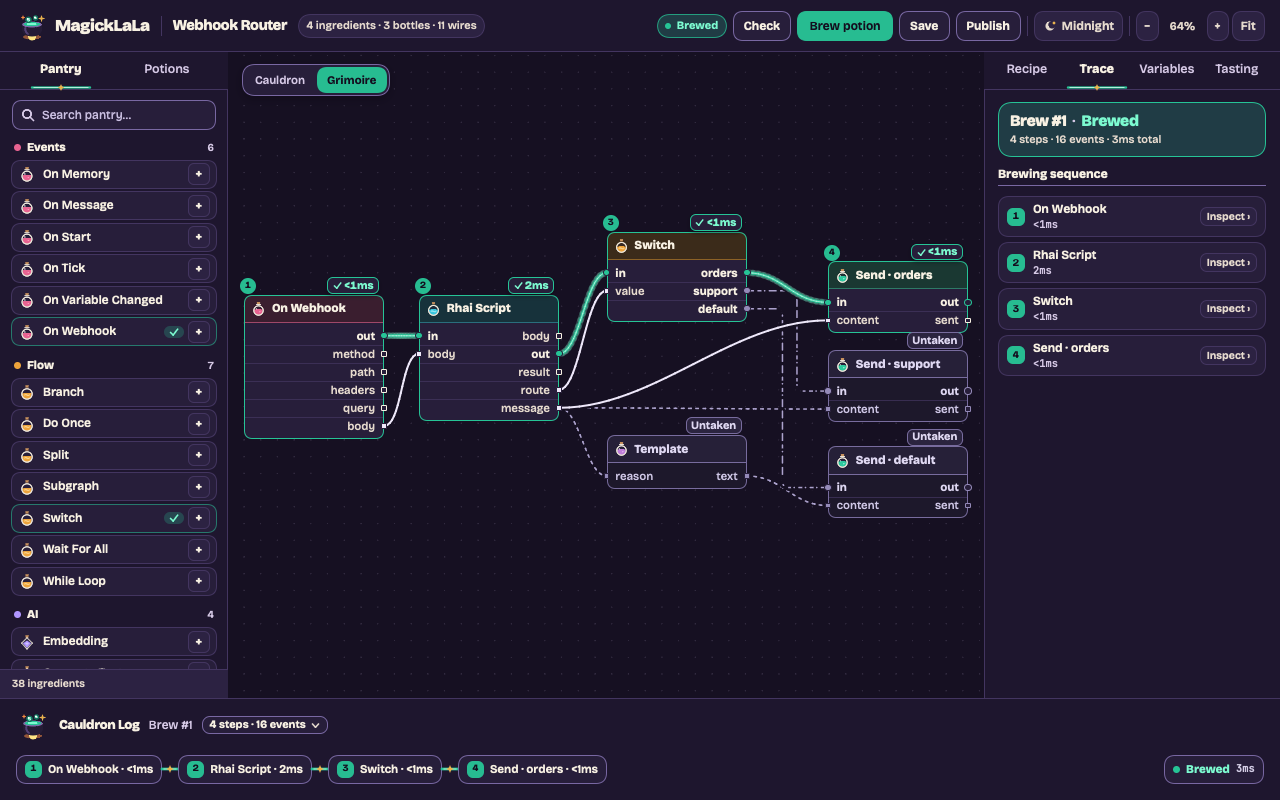 MagickLaLa
Webhook Router
4 ingredients · 3 bottles · 11 wires
Brewed
Check
Brew potion
Save
Publish
Midnight
−
64%
+
Fit
Pantry
Potions
Search pantry...
Events 6
On Memory +
On Message +
On Start +
On Tick +
On Variable Changed +
On Webhook +
Flow 7
Branch +
Do Once +
Split +
Subgraph +
Switch +
Wait For All +
While Loop +
AI 4
Embedding +
38 ingredients
Cauldron
Grimoire
1 <1ms
On Webhook
out
method
path
headers
query
body
2 2ms
Rhai Script
in body
body out
result
route
message
3 <1ms
Switch
in orders
value support
default
Untaken
Template
reason text
4 <1ms
Send · orders
in out
content sent
Untaken
Send · support
in out
content sent
Untaken
Send · default
in out
content sent
Recipe
Trace
Variables
Tasting
Brew #1 · Brewed
4 steps · 16 events · 3ms total
Brewing sequence
1 On Webhook
<1ms
Inspect ›
2 Rhai Script
2ms
Inspect ›
3 Switch
<1ms
Inspect ›
4 Send · orders
<1ms
Inspect ›
Cauldron Log Brew #1 4 steps · 16 events
1 On Webhook · <1ms
2 Rhai Script · 2ms
3 Switch · <1ms
4 Send · orders · <1ms
Brewed 3ms